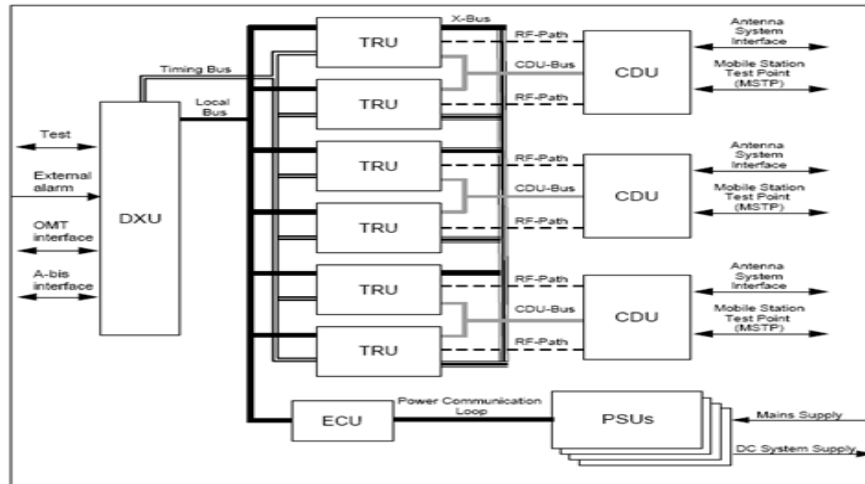 X-Bus
TRU
RF-Path
Antenna
System
Interface
Timing Bus
CDU-Bus
CDU
Mobile Station
Test Point
(MSTP)
TRU
RF-Path
Local
Bus
Test
External
alarm
DXU
OMT
interface
A-bis
interface
TRU
RF-Path
Antenna
System
Interface
CDU-Bus
CDU
Mobile Station
Test Point
(MSTP)
TRU
RF-Path
TRU
RF-Path
Antenna
System
Interface
CDU-Bus
CDU
Mobile Station
Test Point
(MSTP)
TRU
RF-Path
ECU
Power Communication
Loop
PSUs
Mains Supply
DC System Supply